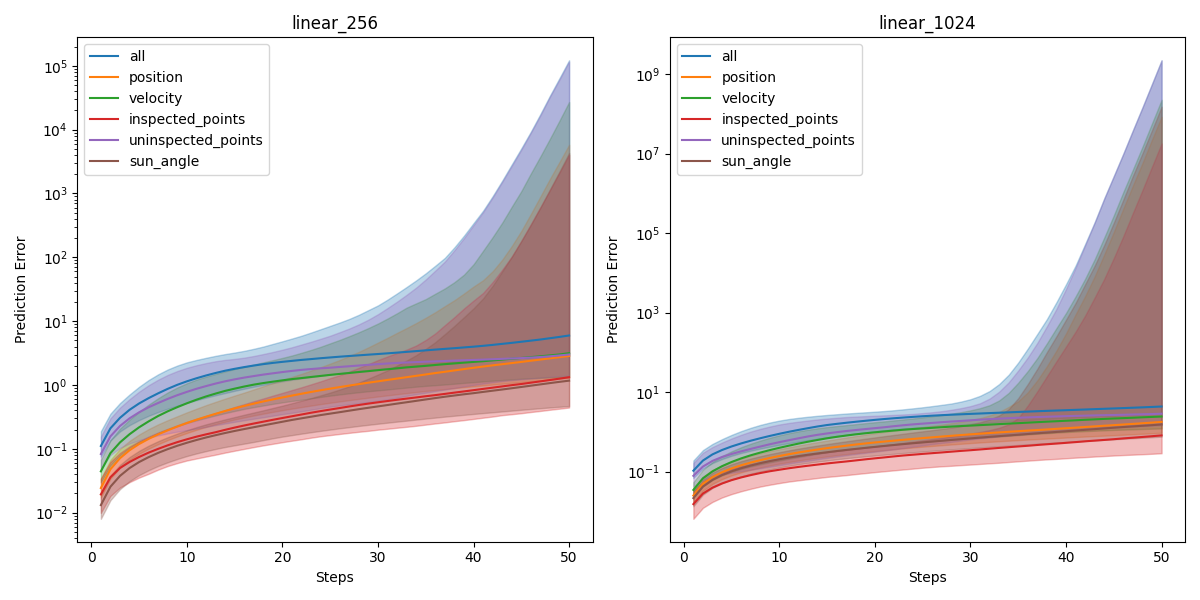 linear_256
Prediction Error
10^5
10^4
10^3
10^2
10^1
10^0
10^-1
10^-2
all
position
velocity
inspected_points
uninspected_points
sun_angle
0 10 20 30 40 50
Steps
linear_1024
Prediction Error
10^9
10^7
10^5
10^3
10^1
10^-1
all
position
velocity
inspected_points
uninspected_points
sun_angle
0 10 20 30 40 50
Steps